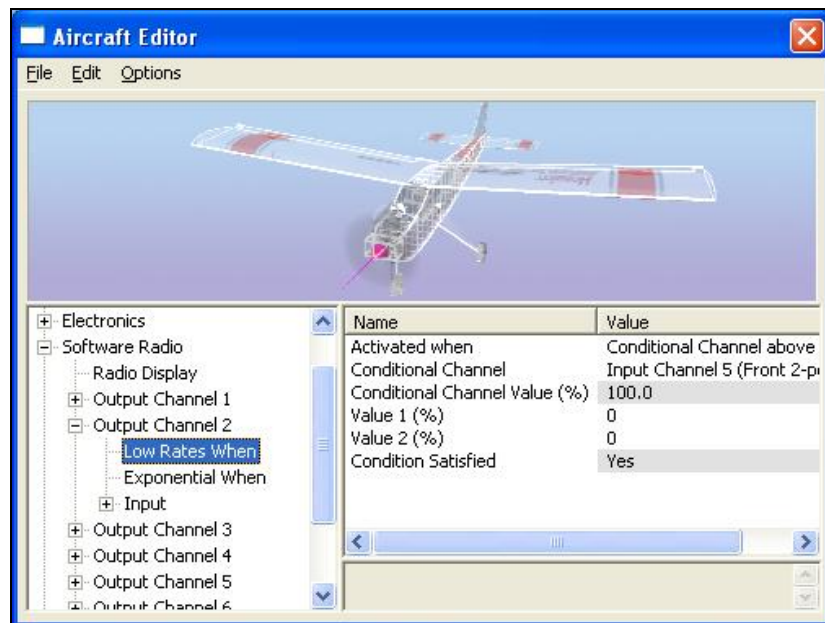 Aircraft Editor
File Edit Options
Electronics
Software Radio
Radio Display
Output Channel 1
Output Channel 2
Low Rates When
Exponential When
Input
Output Channel 3
Output Channel 4
Output Channel 5
Output Channel 6
Name Value
Activated when Conditional Channel above
Conditional Channel Input Channel 5 (Front 2-p
Conditional Channel Value (%) 100.0
Value 1 (%) 0
Value 2 (%) 0
Condition Satisfied Yes